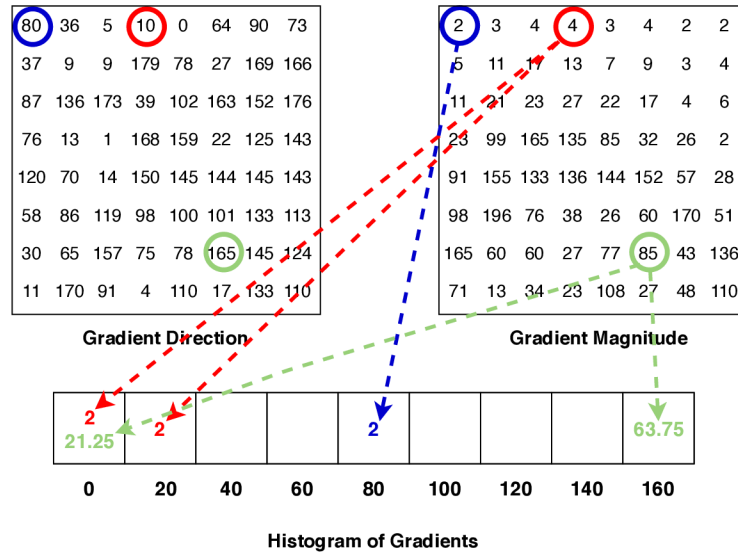 80 36 5 10 0 64 90 73
37 9 9 179 78 27 169 166
87 136 173 39 102 163 152 176
76 13 1 168 159 22 125 143
120 70 14 150 145 144 145 143
58 86 119 98 100 101 133 113
30 65 157 75 78 165 145 124
11 170 91 4 110 17 133 110
Gradient Direction
2 3 4 4 3 4 2 2
5 11 17 13 7 9 3 4
11 21 23 27 22 17 4 6
23 99 165 135 85 32 26 2
91 155 133 136 144 152 57 28
98 196 76 38 26 60 170 51
165 60 60 27 77 85 43 136
71 13 34 23 108 27 48 110
Gradient Magnitude
2 2 2
21.25 63.75
0 20 40 60 80 100 120 140 160
Histogram of Gradients